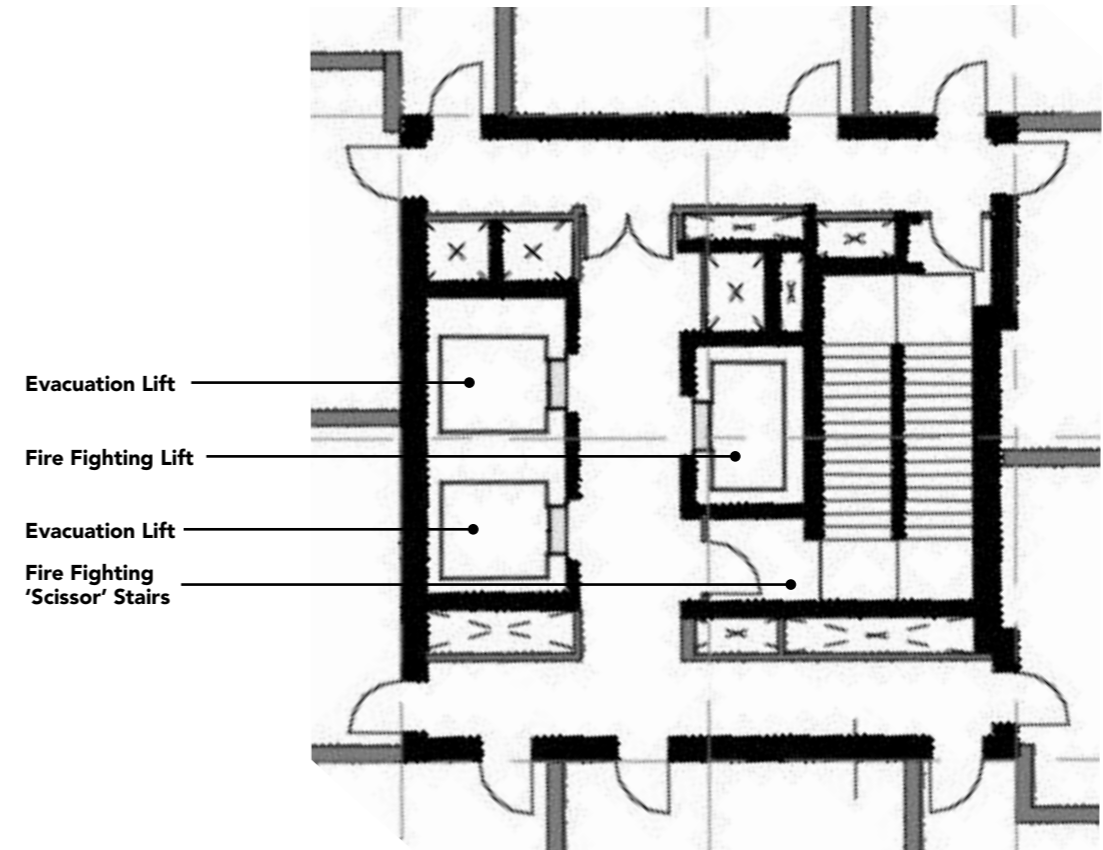 Evacuation Lift
Fire Fighting Lift
Evacuation Lift
Fire Fighting
‘Scissor’ Stairs